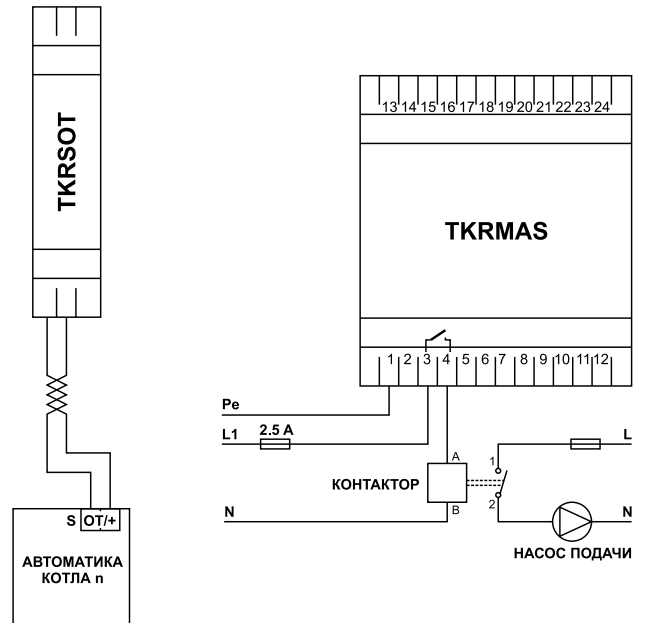 TKRSOT
S OT/+
АВТОМАТИКА
КОТЛА n
13 14 15 16 17 18 19 20 21 22 23 24
TKRMAS
1 2 3 4 5 6 7 8 9 10 11 12
Pe
L1 2.5 A
L
A
1
КОНТАКТОР
2
B
N
N
НАСОС ПОДАЧИ